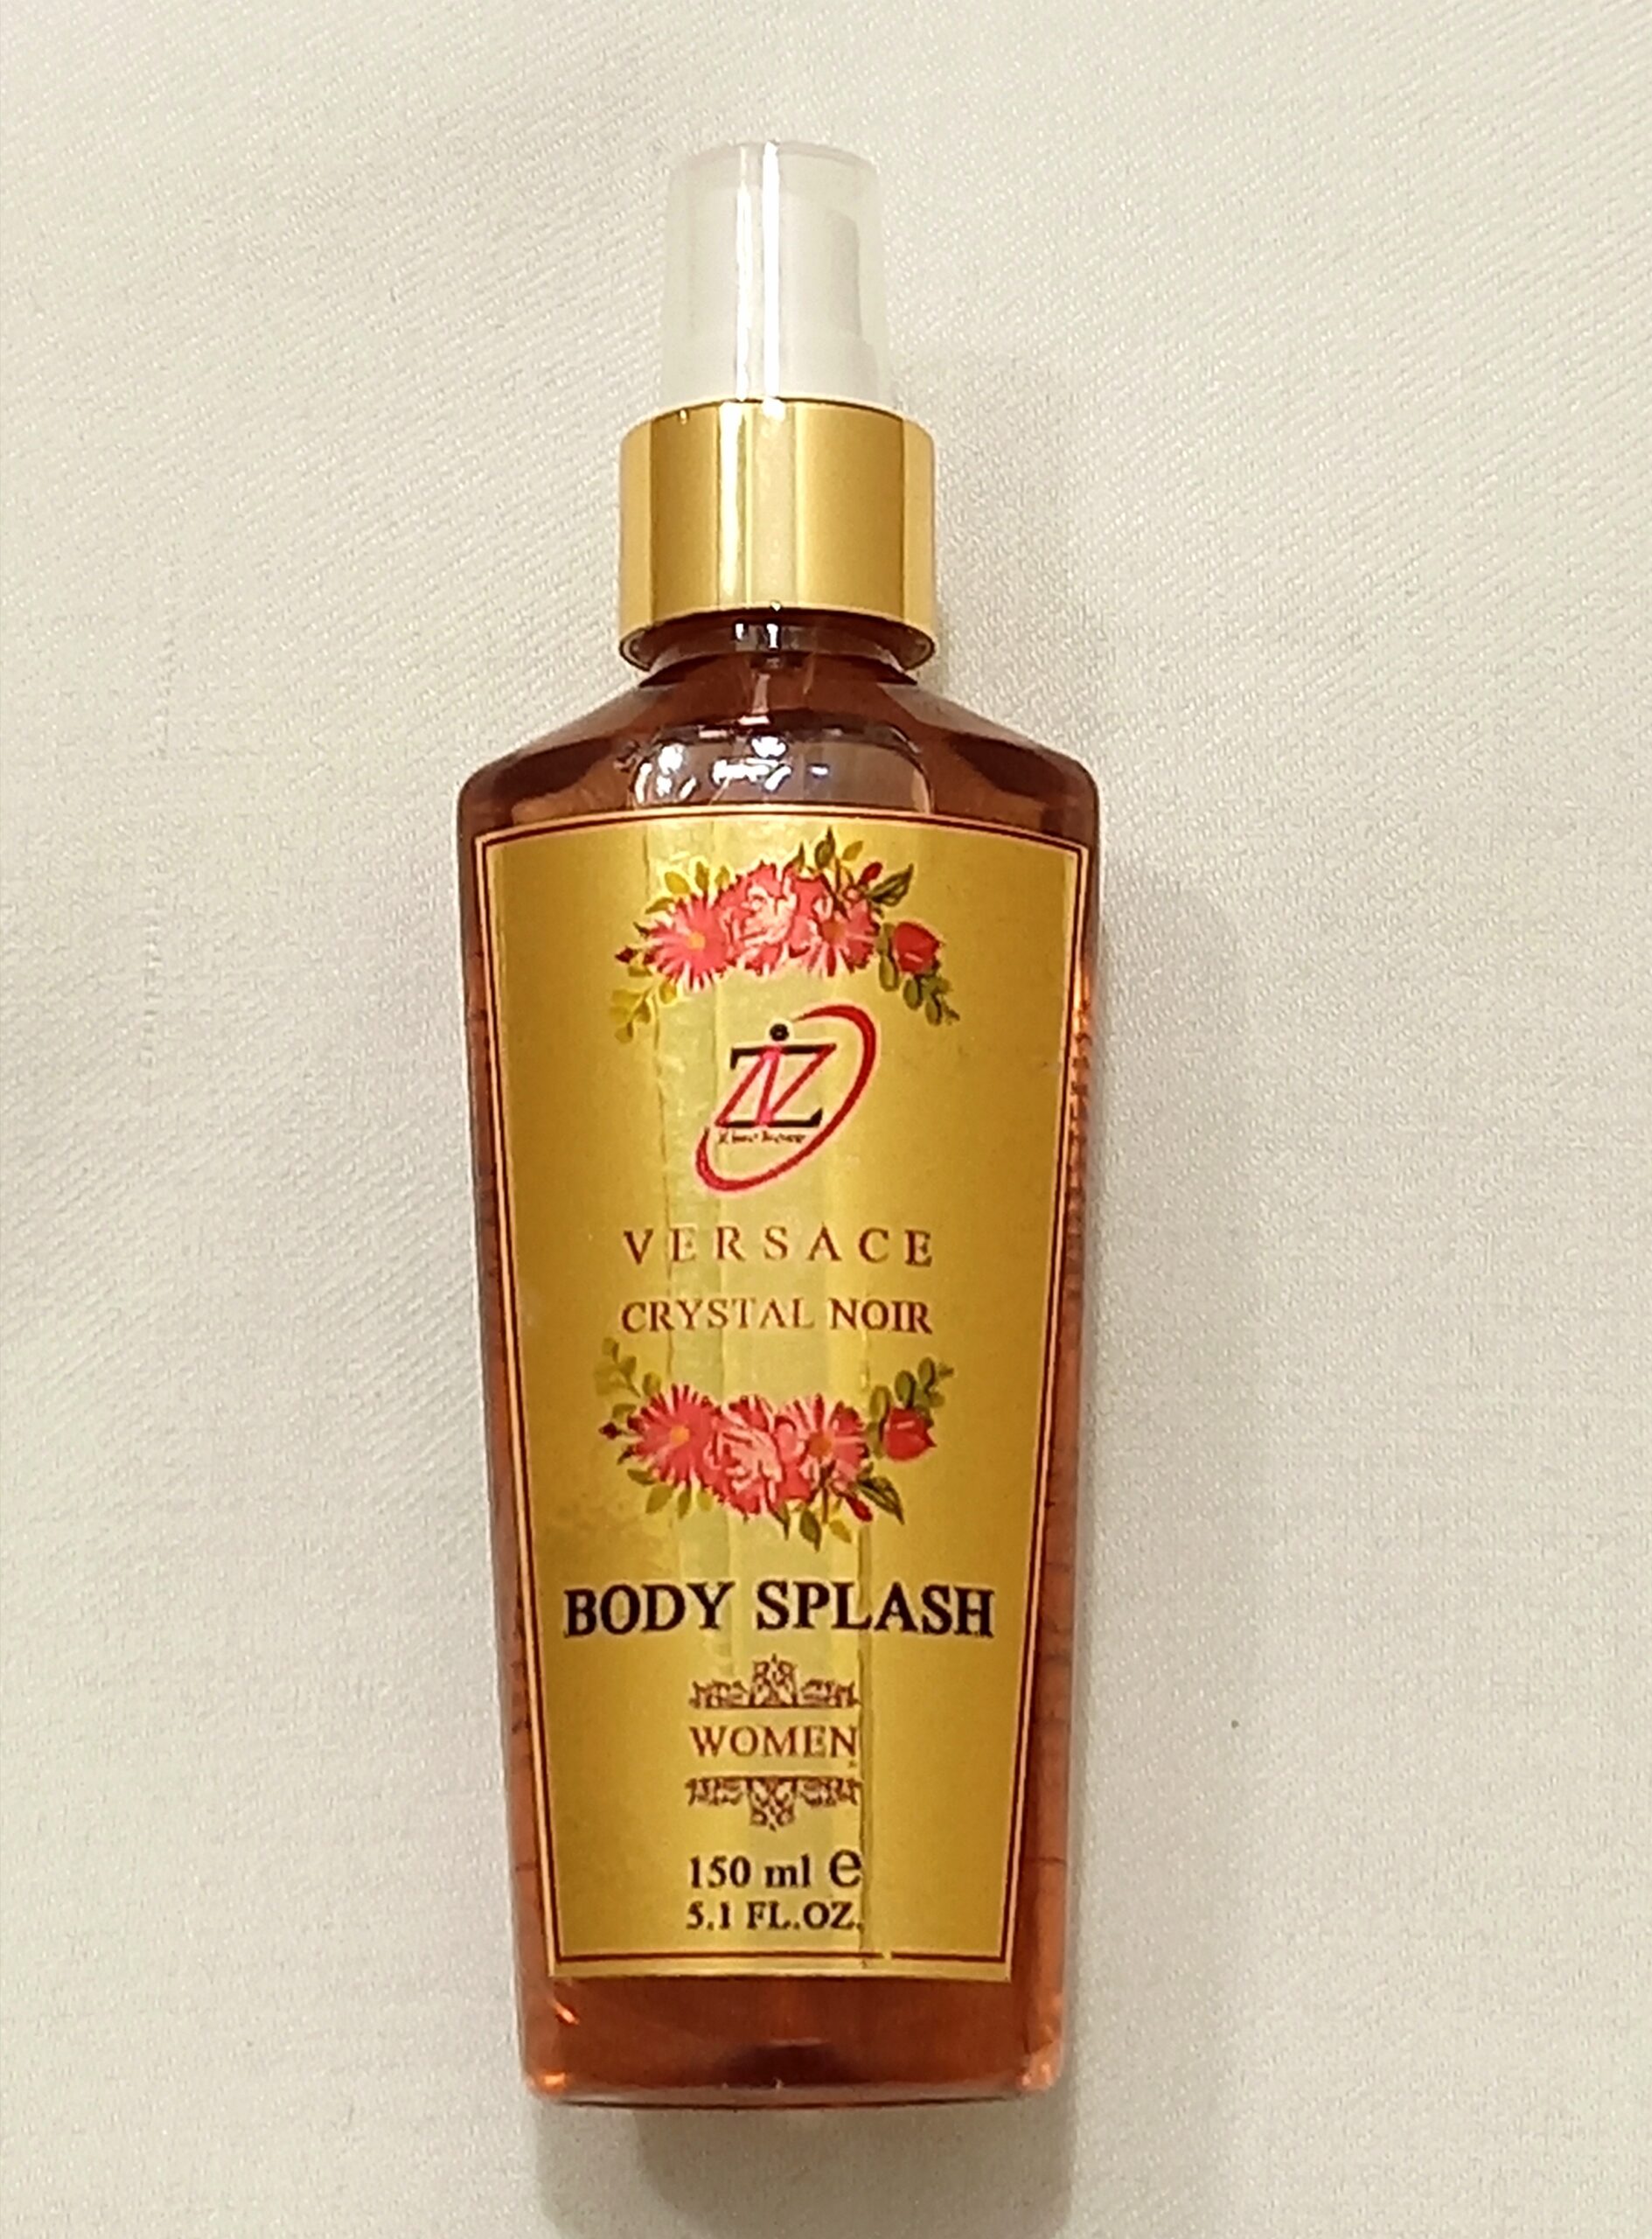 ZiZ
VERSACE
CRYSTAL NOIR
BODY SPLASH
WOMEN
150 ml e
5.1 FL.OZ.